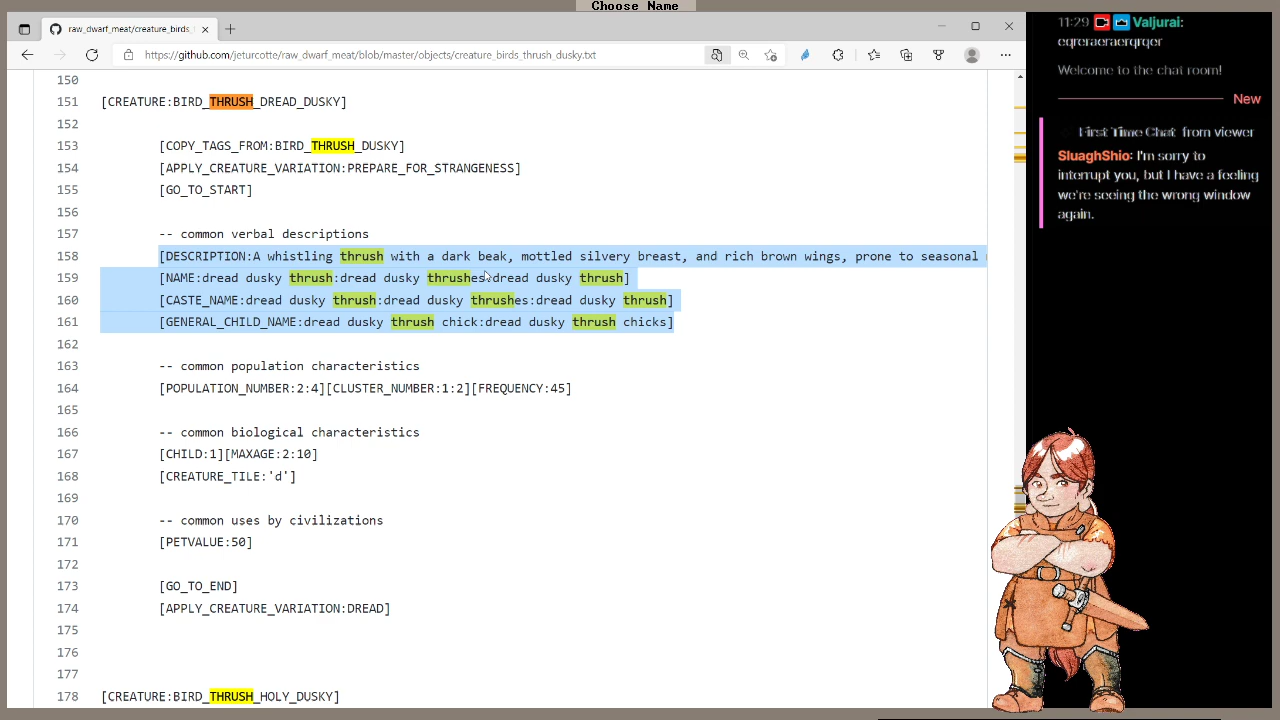 Choose Name
raw_dwarf_meat/creature_birds_
https://github.com/jeturcotte/raw_dwarf_meat/blob/master/objects/creature_birds_thrush_dusky.txt
150
151 [CREATURE:BIRD_THRUSH_DREAD_DUSKY]
152
153 [COPY_TAGS_FROM:BIRD_THRUSH_DUSKY]
154 [APPLY_CREATURE_VARIATION:PREPARE_FOR_STRANGENESS]
155 [GO_TO_START]
156
157 -- common verbal descriptions
158 [DESCRIPTION:A whistling thrush with a dark beak, mottled silvery breast, and rich brown wings, prone to seasonal
159 [NAME:dread dusky thrush:dread dusky thrushes:dread dusky thrush]
160 [CASTE_NAME:dread dusky thrush:dread dusky thrushes:dread dusky thrush]
161 [GENERAL_CHILD_NAME:dread dusky thrush chick:dread dusky thrush chicks]
162
163 -- common population characteristics
164 [POPULATION_NUMBER:2:4][CLUSTER_NUMBER:1:2][FREQUENCY:45]
165
166 -- common biological characteristics
167 [CHILD:1][MAXAGE:2:10]
168 [CREATURE_TILE:'d']
169
170 -- common uses by civilizations
171 [PETVALUE:50]
172
173 [GO_TO_END]
174 [APPLY_CREATURE_VARIATION:DREAD]
175
176
177
178 [CREATURE:BIRD_THRUSH_HOLY_DUSKY]
11:29 Valjurai:
eqreraeraerqrqer
Welcome to the chat room!
New
First Time Chat from viewer
SluaghShio: I'm sorry to
interrupt you, but I have a feeling
we're seeing the wrong window
again.